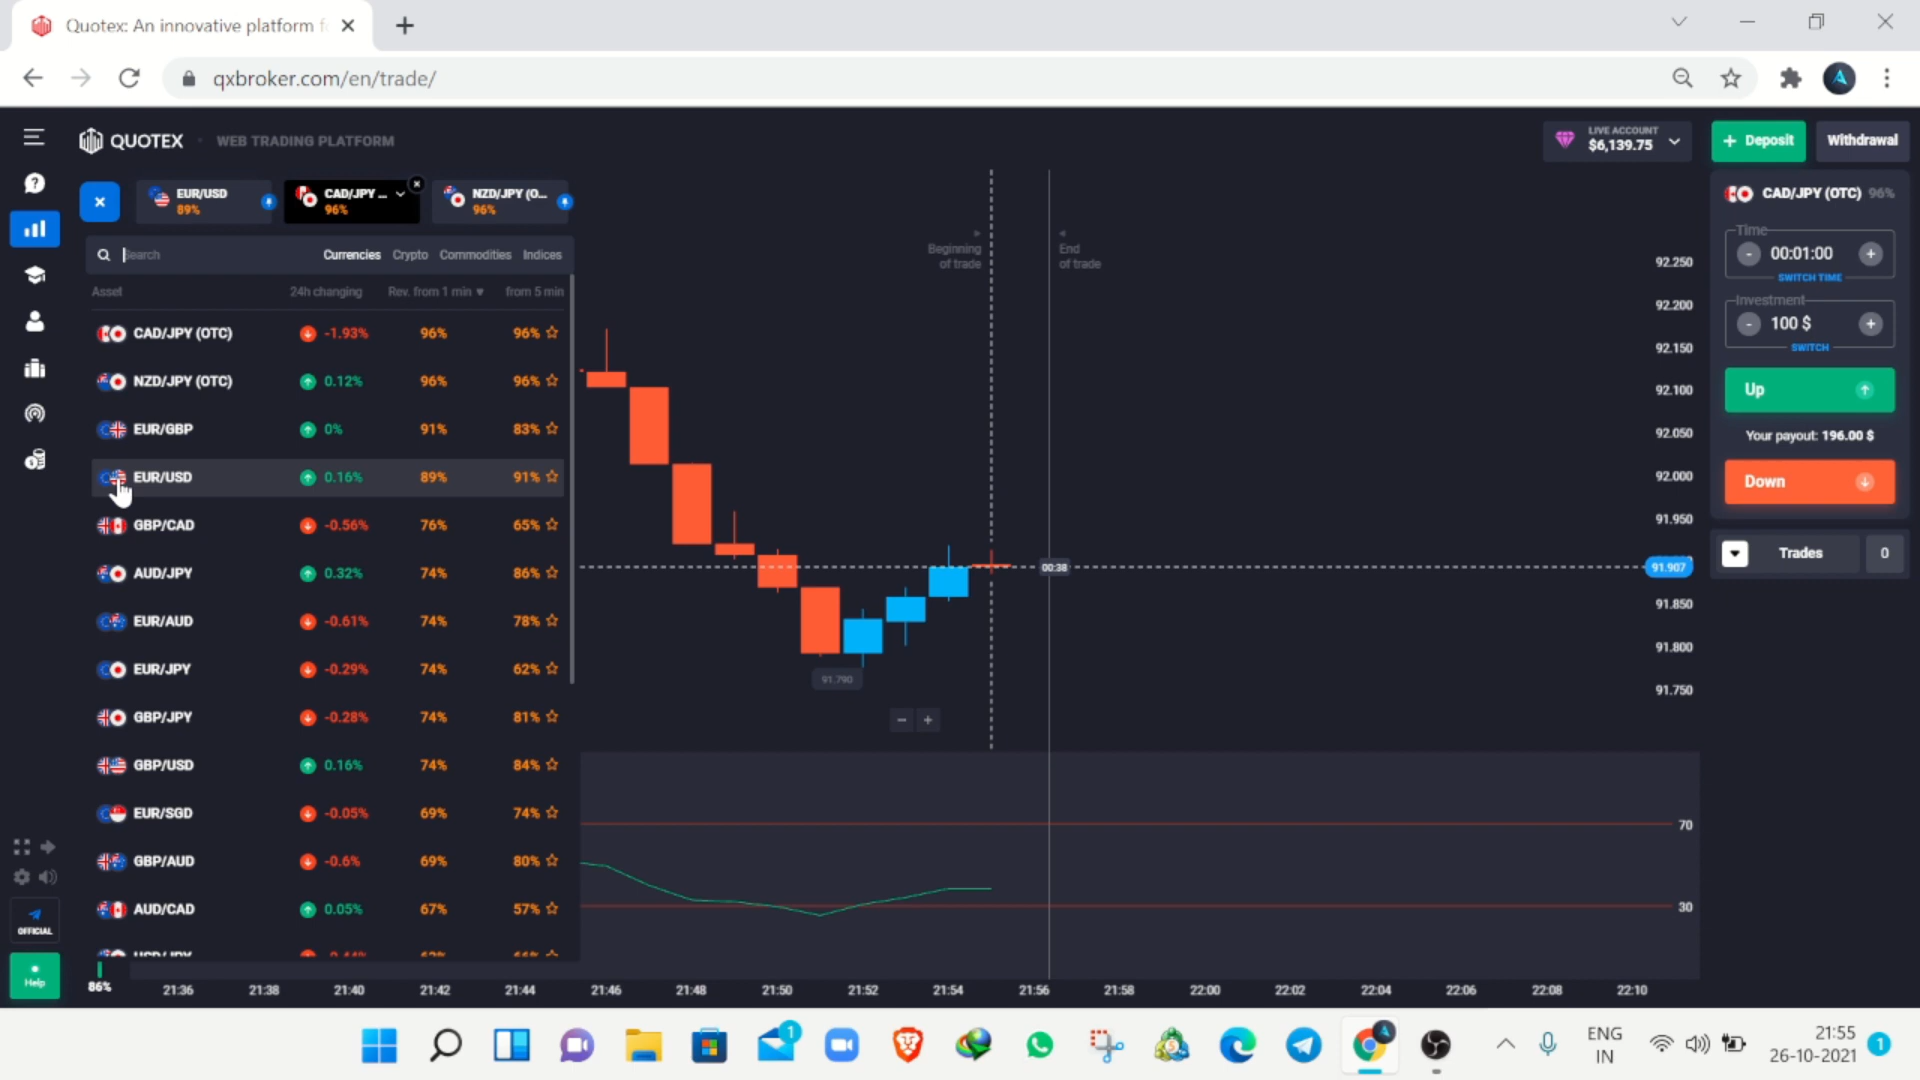 Quotex: An innovative platform f
qxbroker.com/en/trade/
QUOTEX · WEB TRADING PLATFORM
LIVE ACCOUNT
$6,139.75
+ Deposit
Withdrawal
EUR/USD
89%
CAD/JPY ...
96%
NZD/JPY (O...
96%
Search
Currencies Crypto Commodities Indices
Asset 24h changing Rev. from 1 min ▼ from 5 min
CAD/JPY (OTC) -1.93% 96% 96%
NZD/JPY (OTC) 0.12% 96% 96%
EUR/GBP 0% 91% 83%
EUR/USD 0.16% 89% 91%
GBP/CAD -0.56% 76% 65%
AUD/JPY 0.32% 74% 86%
EUR/AUD -0.61% 74% 78%
EUR/JPY -0.29% 74% 62%
GBP/JPY -0.28% 74% 81%
GBP/USD 0.16% 74% 84%
EUR/SGD -0.05% 69% 74%
GBP/AUD -0.6% 69% 80%
AUD/CAD 0.05% 67% 57%
Beginning
of trade
End
of trade
92.250
92.200
92.150
92.100
92.050
92.000
91.950
91.907
91.850
91.800
91.750
00:38
91.790
- +
70
30
CAD/JPY (OTC) 96%
Time
- 00:01:00 +
SWITCH TIME
Investment
- 100 $ +
SWITCH
Up
Your payout: 196.00 $
Down
Trades 0
OFFICIAL
Help
86%
21:36 21:38 21:40 21:42 21:44 21:46 21:48 21:50 21:52 21:54 21:56 21:58 22:00 22:02 22:04 22:06 22:08 22:10
1
ENG
IN
21:55
26-10-2021
1